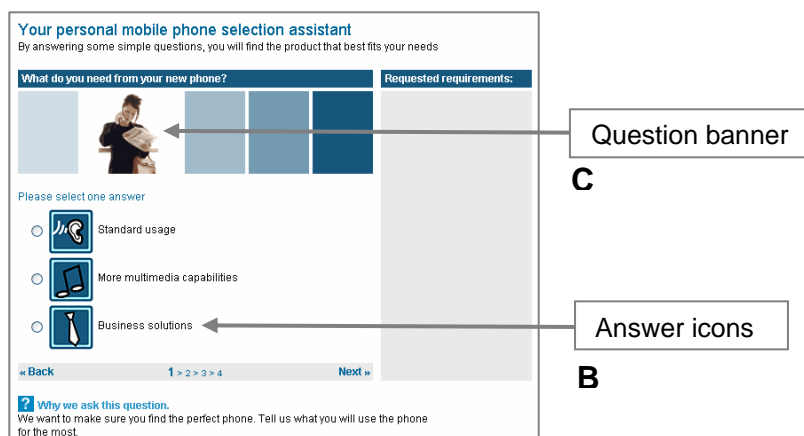 Your personal mobile phone selection assistant
By answering some simple questions, you will find the product that best fits your needs
What do you need from your new phone?
Requested requirements:
Question banner
C
Please select one answer
Standard usage
More multimedia capabilities
Business solutions
Answer icons
B
« Back 1 > 2 > 3 > 4 Next »
? Why we ask this question.
We want to make sure you find the perfect phone. Tell us what you will use the phone
for the most.